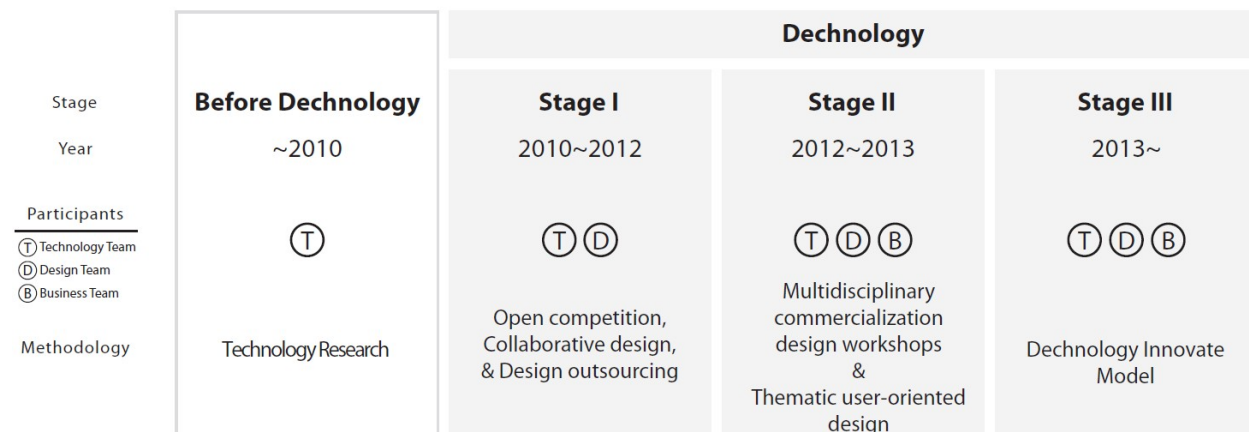 Dechnology
Stage
Before Dechnology
Stage I
Stage II
Stage III
Year
~2010
2010~2012
2012~2013
2013~
Participants
T Technology Team
D Design Team
B Business Team
T
T D
T D B
T D B
Methodology
Technology Research
Open competition,
Collaborative design,
& Design outsourcing
Multidisciplinary
commercialization
design workshops
&
Thematic user-oriented
design
Dechnology Innovate
Model